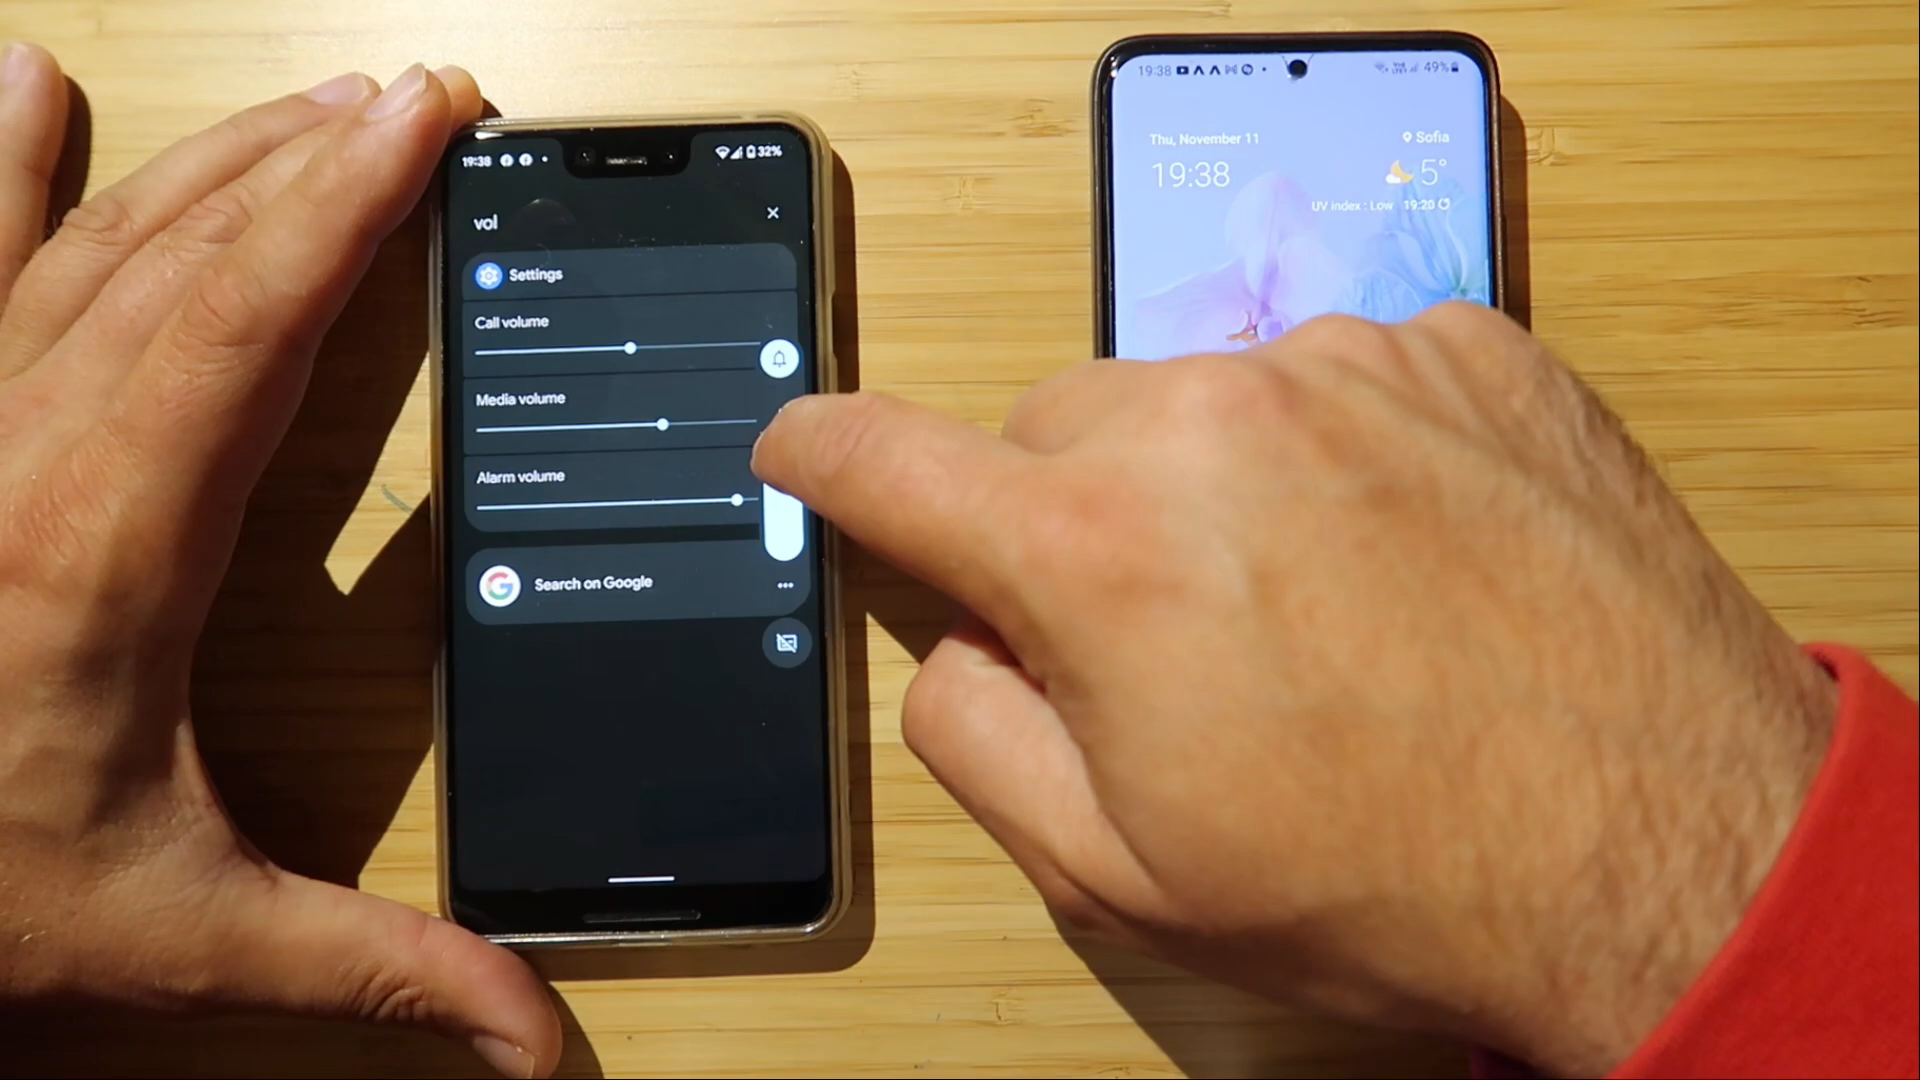 19:38
32%
vol
Settings
Call volume
Media volume
Alarm volume
G
Search on Google
19:38
49%
Thu, November 11
Sofia
19:38
5°
UV index : Low 19:20